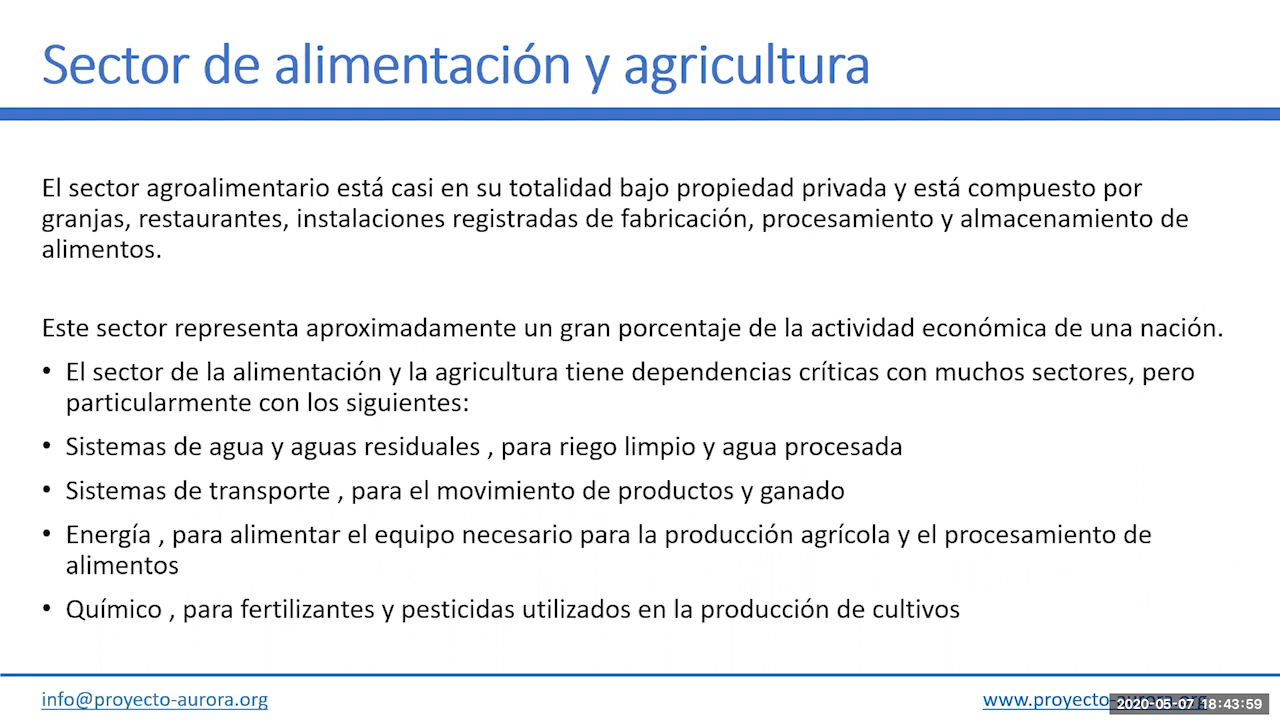 Sector de alimentación y agricultura
El sector agroalimentario está casi en su totalidad bajo propiedad privada y está compuesto por
granjas, restaurantes, instalaciones registradas de fabricación, procesamiento y almacenamiento de
alimentos.
Este sector representa aproximadamente un gran porcentaje de la actividad económica de una nación.
• El sector de la alimentación y la agricultura tiene dependencias críticas con muchos sectores, pero
particularmente con los siguientes:
• Sistemas de agua y aguas residuales , para riego limpio y agua procesada
• Sistemas de transporte , para el movimiento de productos y ganado
• Energía , para alimentar el equipo necesario para la producción agrícola y el procesamiento de
alimentos
• Químico , para fertilizantes y pesticidas utilizados en la producción de cultivos
info@proyecto-aurora.org
www.proyecto-aurora.org
2020-05-07 18:43:59